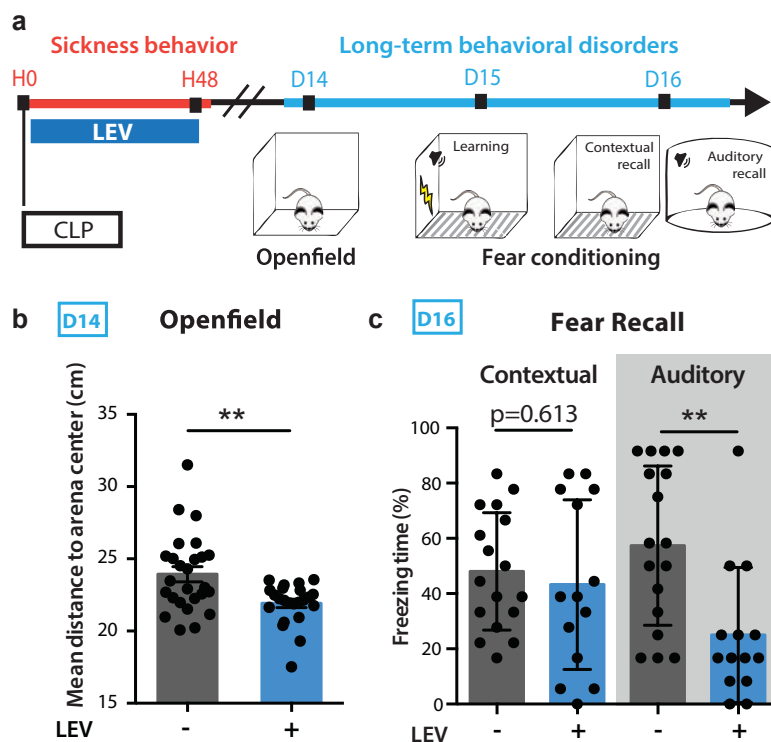 a
Sickness behavior
Long-term behavioral disorders
H0
H48
D14
D15
D16
LEV
CLP
Learning
Contextual
recall
Auditory
recall
Openfield
Fear conditioning
b
D14
Openfield
Mean distance to arena center (cm)
35
30
25
20
15
**
LEV
-
+
c
D16
Fear Recall
Contextual
Auditory
p=0.613
**
Freezing time (%)
100
80
60
40
20
0
LEV
-
+
-
+